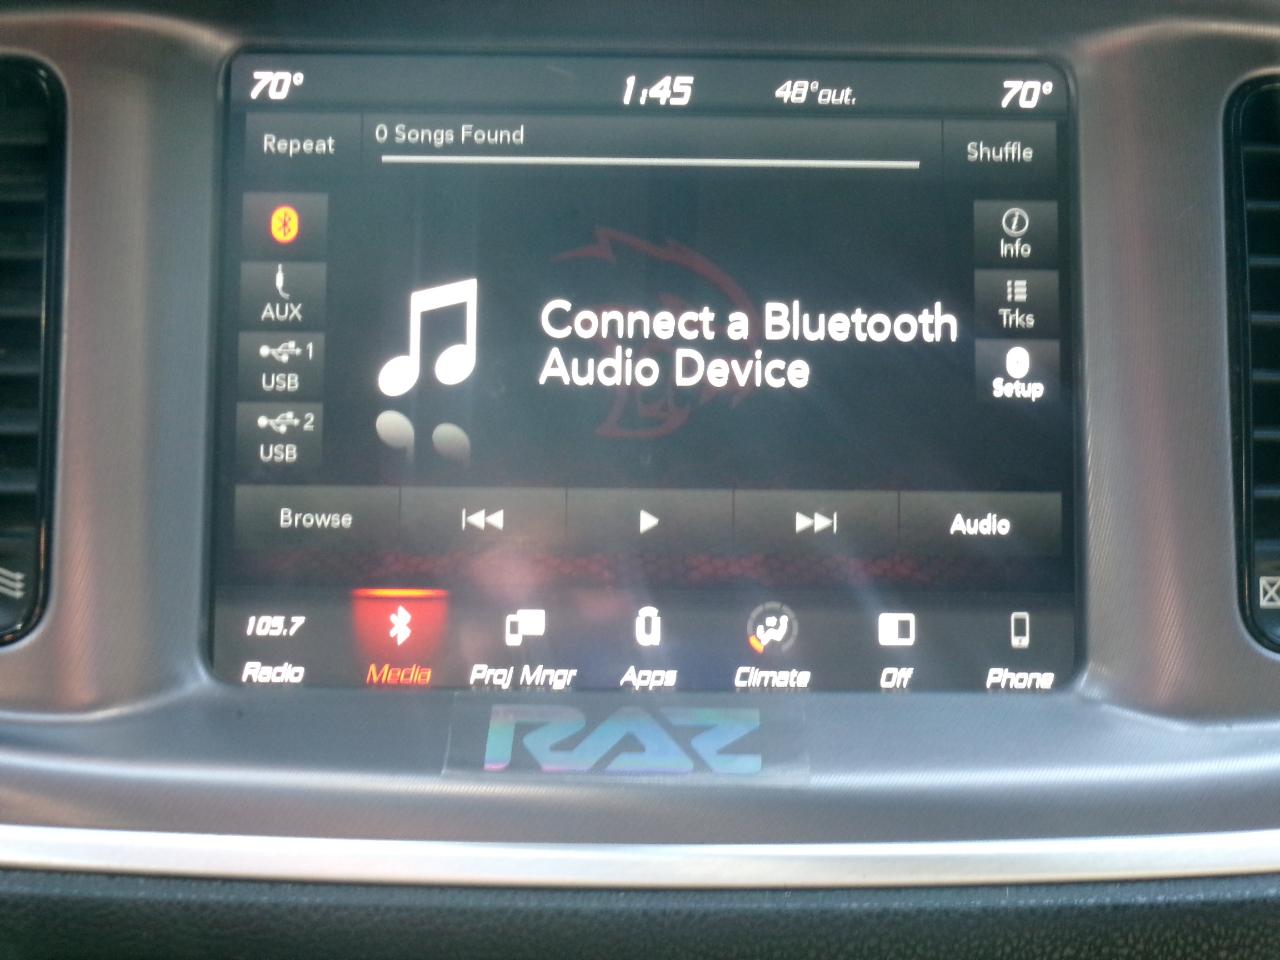 70° 1:45 48°out. 70°
Repeat 0 Songs Found Shuffle
Info
AUX
Connect a Bluetooth
Trks
1
USB
Audio Device
Setup
2
USB
Browse Audio
105.7
Radio Media Proj Mngr Apps Climate Off Phone
RAZ